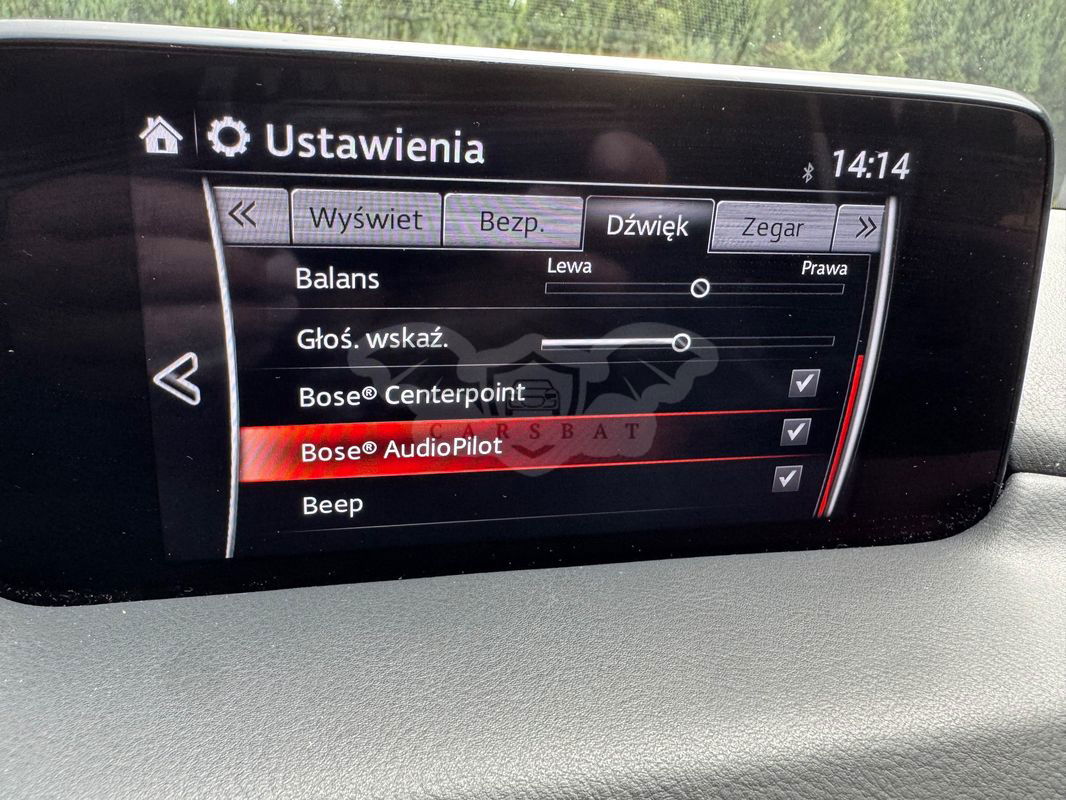 Ustawienia
14:14
« Wyświet Bezp. Dźwięk Zegar »
Lewa Prawa
Balans
Głoś. wskaź.
Bose® Centerpoint
CARSBAT
Bose® AudioPilot
Beep